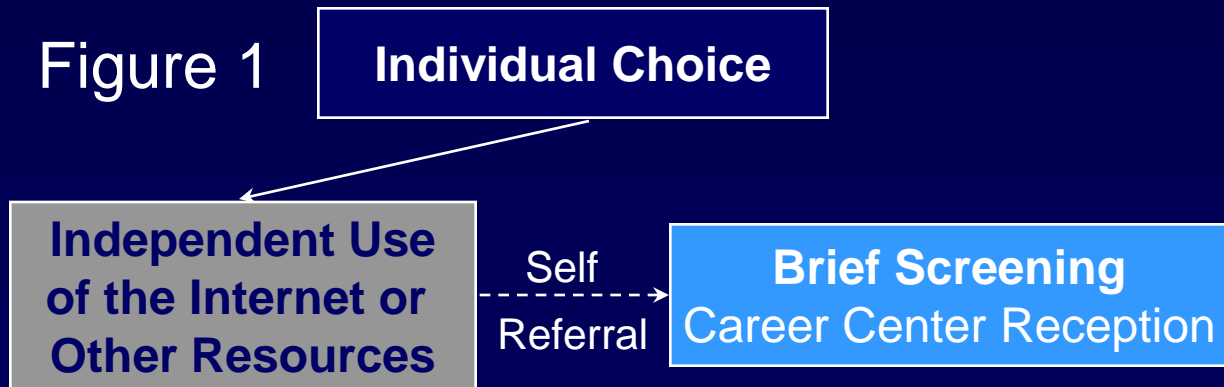 Figure 1
Individual Choice
Independent Use
of the Internet or
Other Resources
Self
Referral
Brief Screening
Career Center Reception